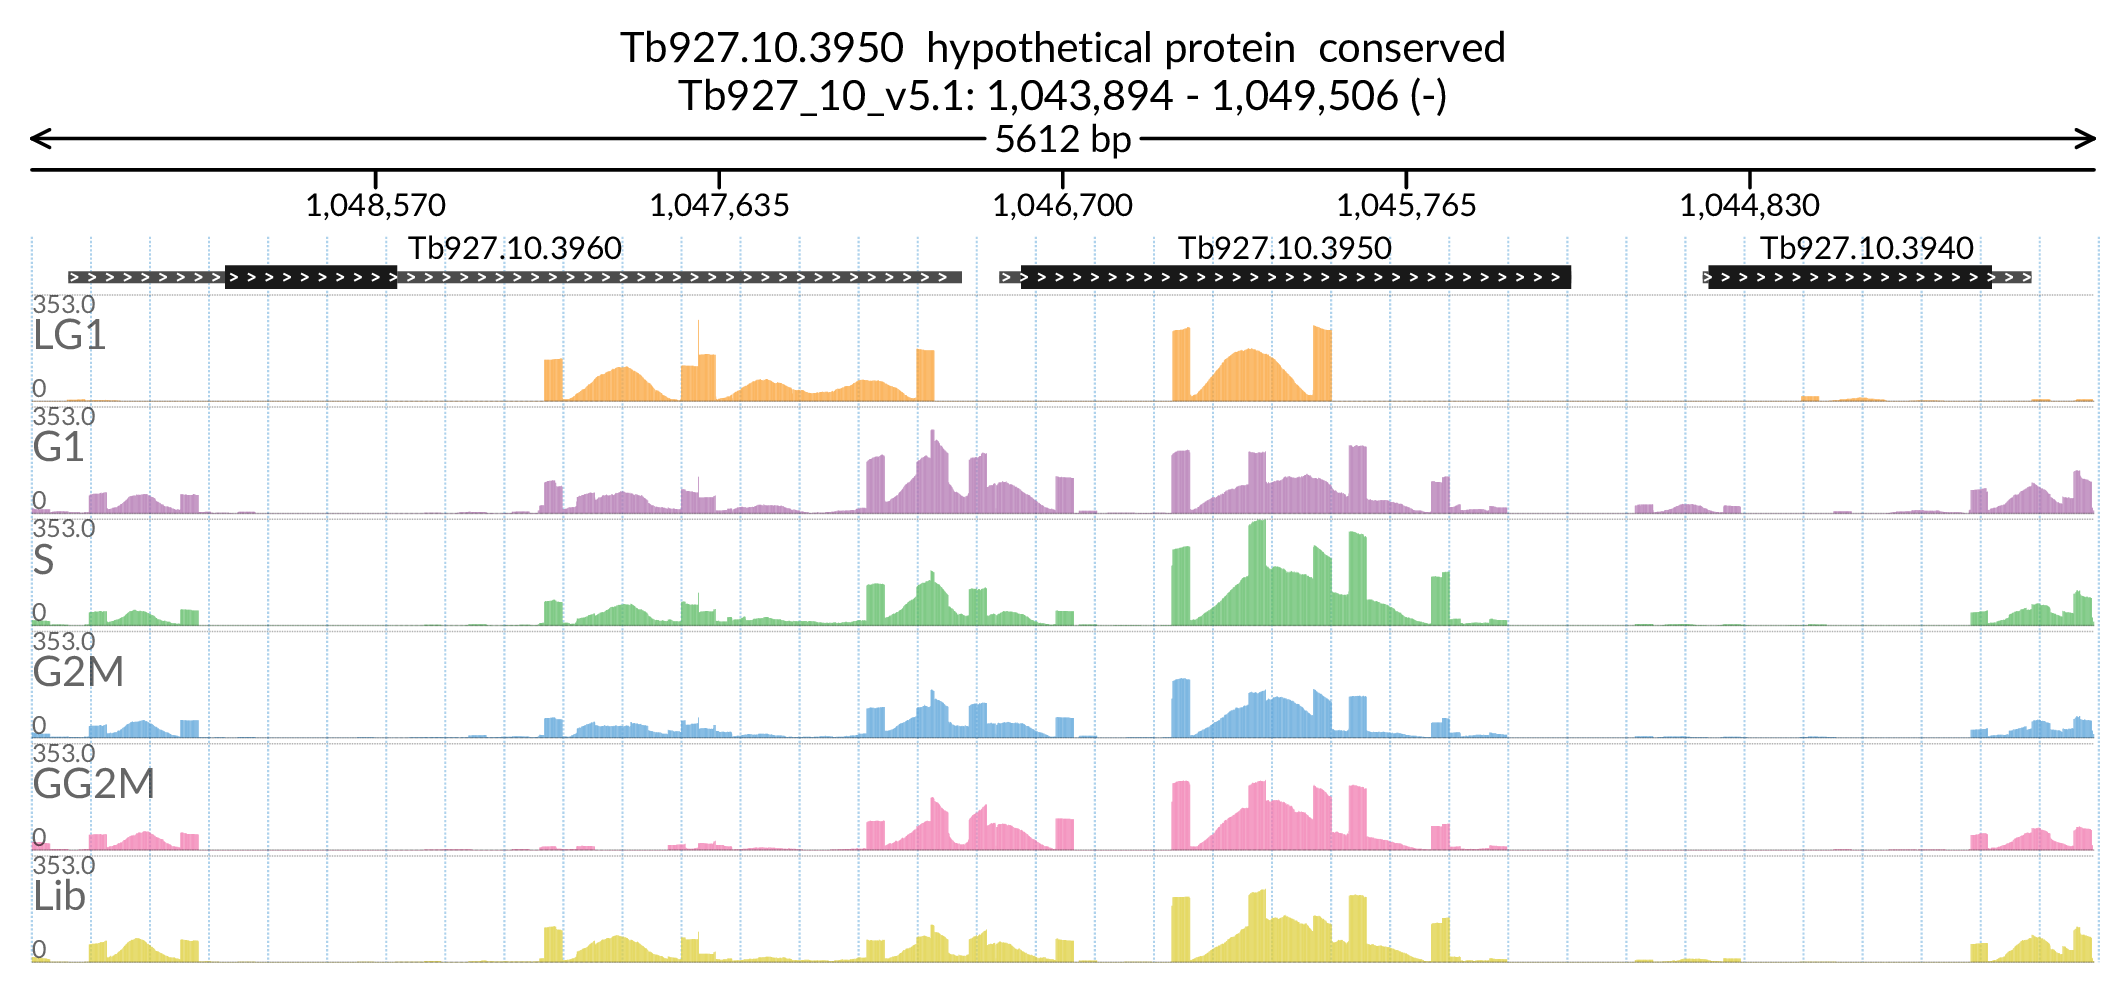 Tb927.10.3950 hypothetical protein conserved
Tb927_10_v5.1: 1,043,894 - 1,049,506 (-)
5612 bp
1,048,570 1,047,635 1,046,700 1,045,765 1,044,830
Tb927.10.3960 Tb927.10.3950 Tb927.10.3940
353.0
LG1
0
353.0
G1
0
353.0
S
0
353.0
G2M
0
353.0
GG2M
0
353.0
Lib
0